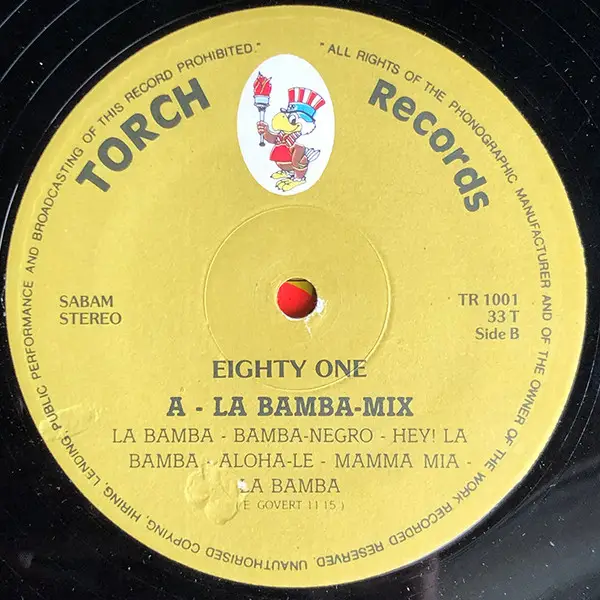 "ALL RIGHTS OF THE PHONOGRAPHIC MANUFACTURER AND OF THE OWNER OF THE WORK RECORDED RESERVED. UNAUTHORISED COPYING, HIRING, LENDING, PUBLIC PERFORMANCE AND BROADCASTING OF THIS RECORD PROHIBITED."
TORCH Records
SABAM
STEREO
TR 1001
33 T
Side B
EIGHTY ONE
A - LA BAMBA-MIX
LA BAMBA - BAMBA-NEGRO - HEY! LA
BAMBA - ALOHA-LE - MAMMA MIA -
LA BAMBA
( E GOVERT 11 15 )